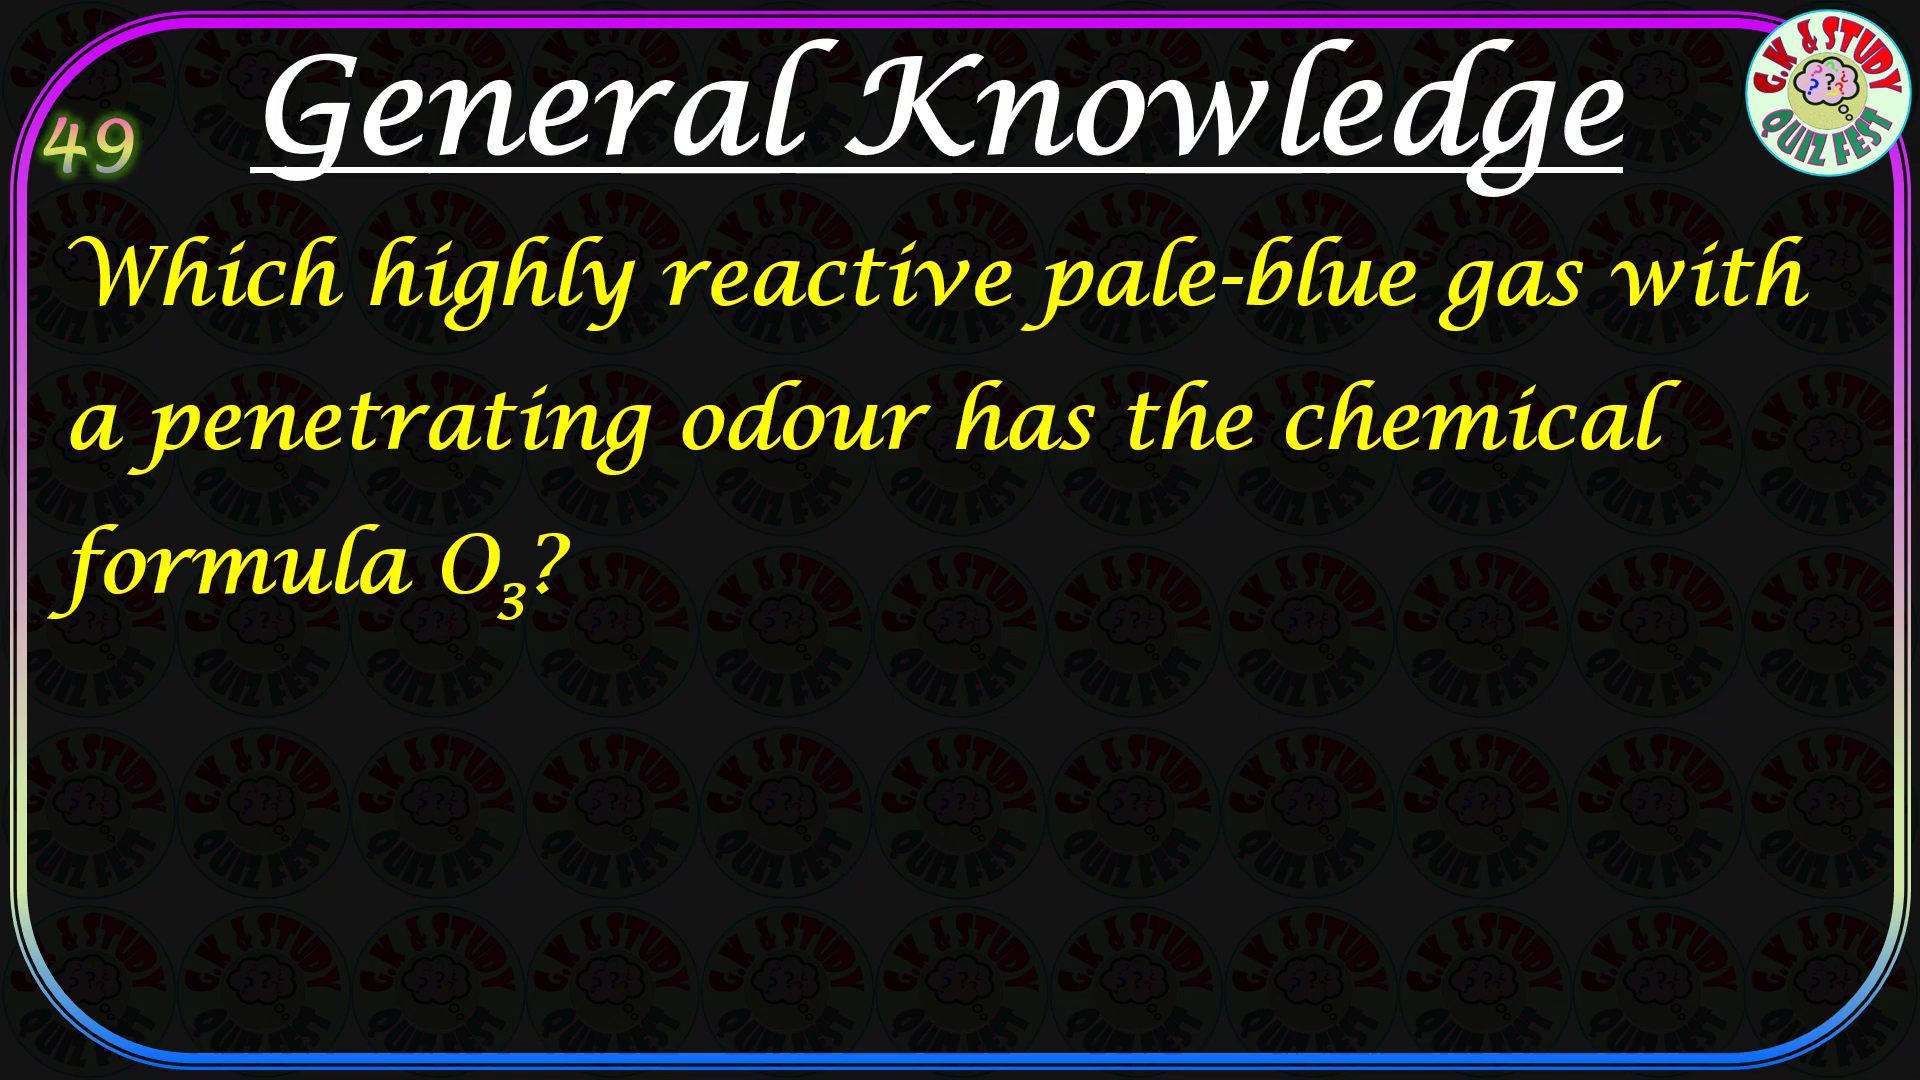 General Knowledge
G.K & STUDY
QUIZ FEST
49
Which highly reactive pale-blue gas with
a penetrating odour has the chemical
formula O₃?